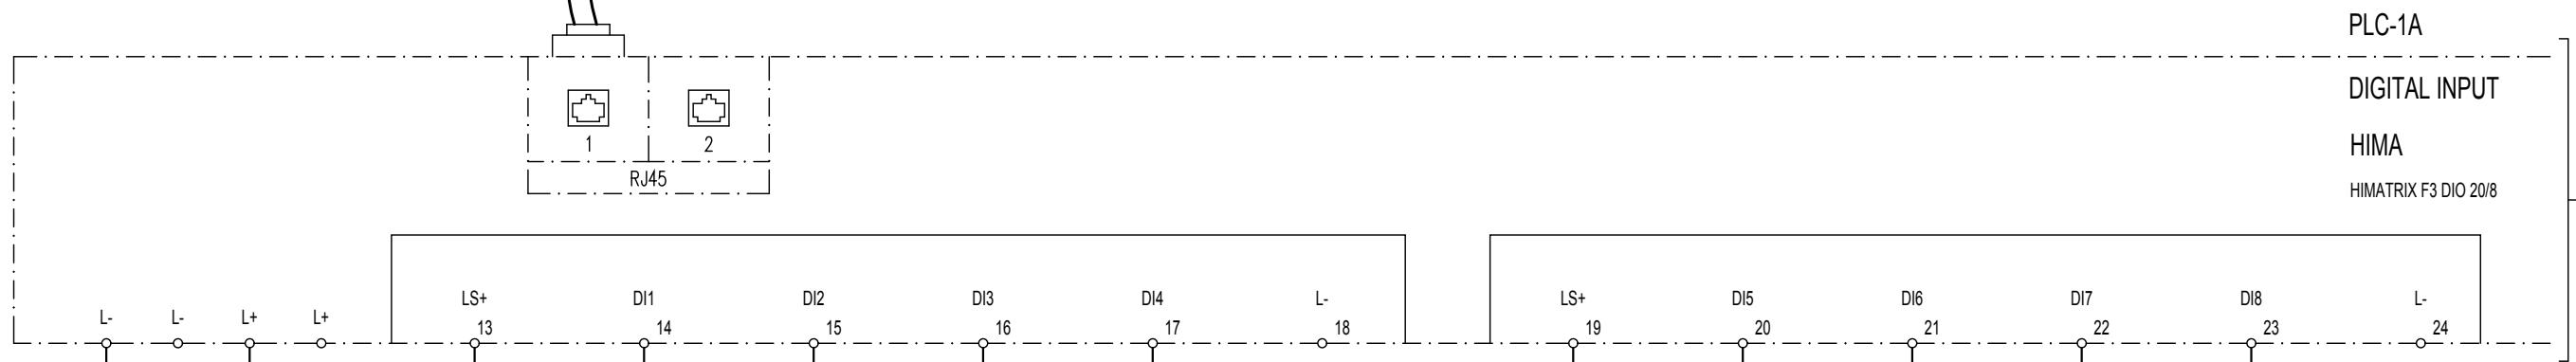 PLC-1A
DIGITAL INPUT
HIMA
HIMATRIX F3 DIO 20/8
1 2
RJ45
LS+ DI1 DI2 DI3 DI4 L- LS+ DI5 DI6 DI7 DI8 L-
L- L- L+ L+
13 14 15 16 17 18 19 20 21 22 23 24